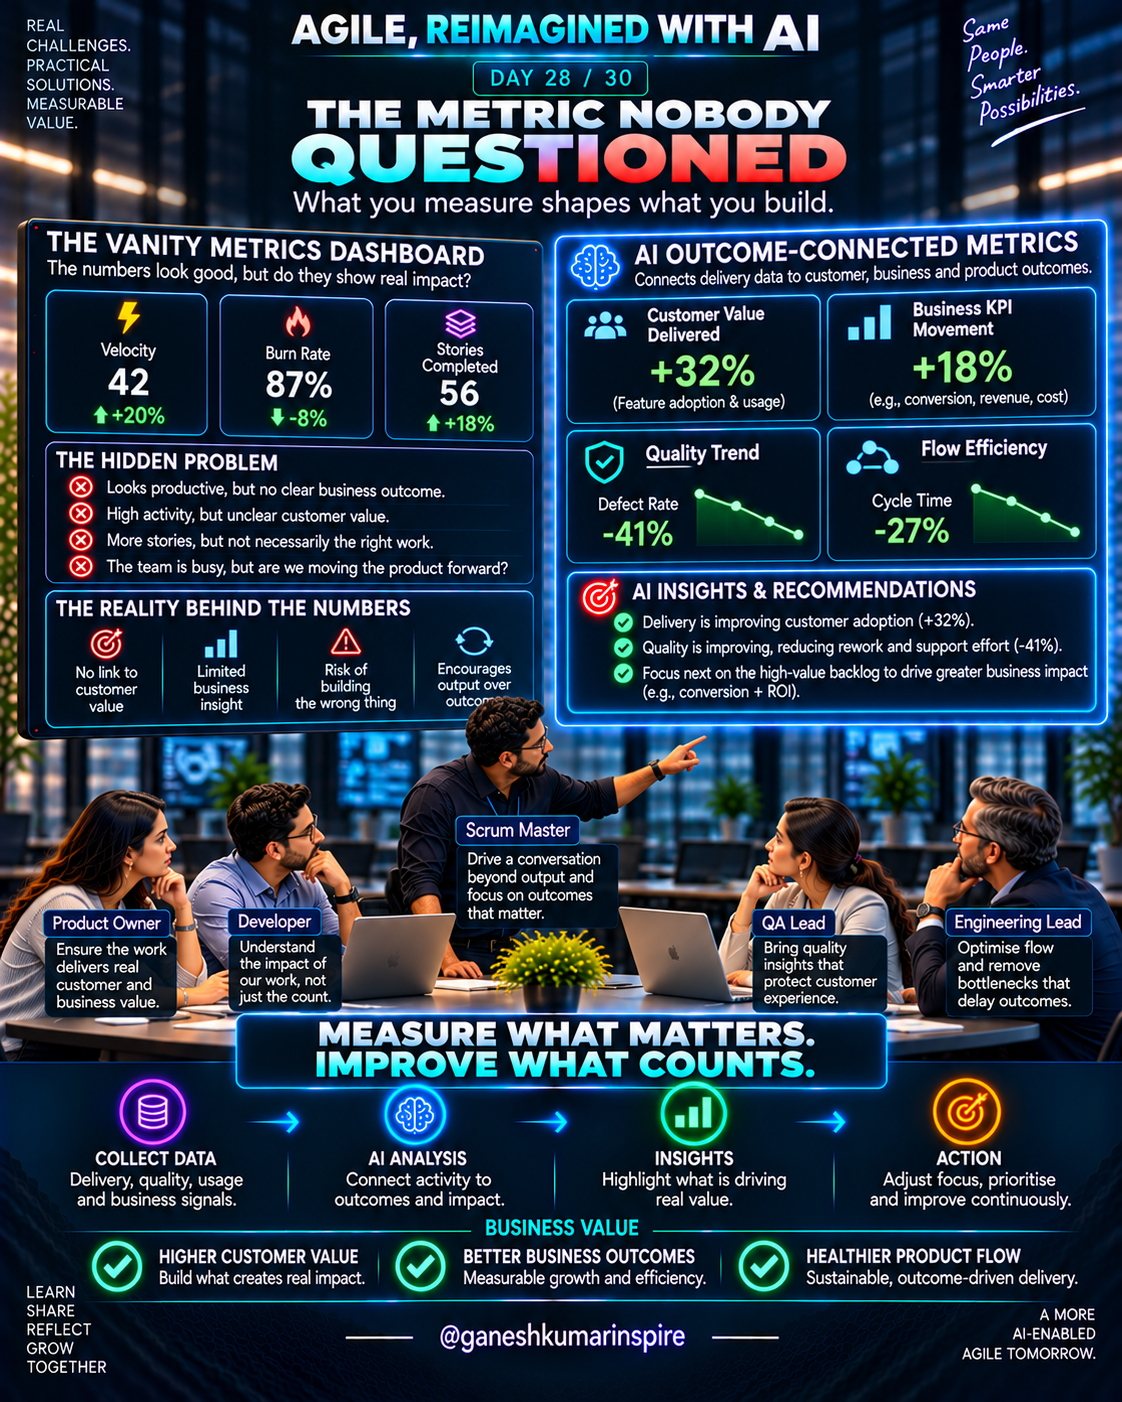 REAL
CHALLENGES.
PRACTICAL
SOLUTIONS.
MEASURABLE
VALUE.
AGILE, REIMAGINED WITH AI
DAY 28 / 30
THE METRIC NOBODY
QUESTIONED
What you measure shapes what you build.
Same
People.
Smarter
Possibilities.
THE VANITY METRICS DASHBOARD
The numbers look good, but do they show real impact?
Velocity
42
+20%
Burn Rate
87%
-8%
Stories
Completed
56
+18%
THE HIDDEN PROBLEM
Looks productive, but no clear business outcome.
High activity, but unclear customer value.
More stories, but not necessarily the right work.
The team is busy, but are we moving the product forward?
THE REALITY BEHIND THE NUMBERS
No link to
customer
value
Limited
business
insight
Risk of
building
the wrong thing
Encourages
output over
AI OUTCOME-CONNECTED METRICS
Connects delivery data to customer, business and product outcomes.
Customer Value
Delivered
+32%
(Feature adoption & usage)
Business KPI
Movement
+18%
(e.g., conversion, revenue, cost)
Quality Trend
Defect Rate
-41%
Flow Efficiency
Cycle Time
-27%
AI INSIGHTS & RECOMMENDATIONS
Delivery is improving customer adoption (+32%).
Quality is improving, reducing rework and support effort (-41%).
Focus next on the high-value backlog to drive greater business impact
(e.g., conversion + ROI).
Product Owner
Ensure the work
delivers real
customer and
business value.
Developer
Understand
the impact of
our work, not
just the count.
Scrum Master
Drive a conversation
beyond output and
focus on outcomes
that matter.
QA Lead
Bring quality
insights that
protect customer
experience.
Engineering Lead
Optimise flow
and remove
bottlenecks that
delay outcomes.
MEASURE WHAT MATTERS.
IMPROVE WHAT COUNTS.
COLLECT DATA
Delivery, quality, usage
and business signals.
AI ANALYSIS
Connect activity to
outcomes and impact.
INSIGHTS
Highlight what is driving
real value.
ACTION
Adjust focus, prioritise
and improve continuously.
BUSINESS VALUE
HIGHER CUSTOMER VALUE
Build what creates real impact.
BETTER BUSINESS OUTCOMES
Measurable growth and efficiency.
HEALTHIER PRODUCT FLOW
Sustainable, outcome-driven delivery.
LEARN
SHARE
REFLECT
GROW
TOGETHER
@ganeshkumarinspire
A MORE
AI-ENABLED
AGILE TOMORROW.